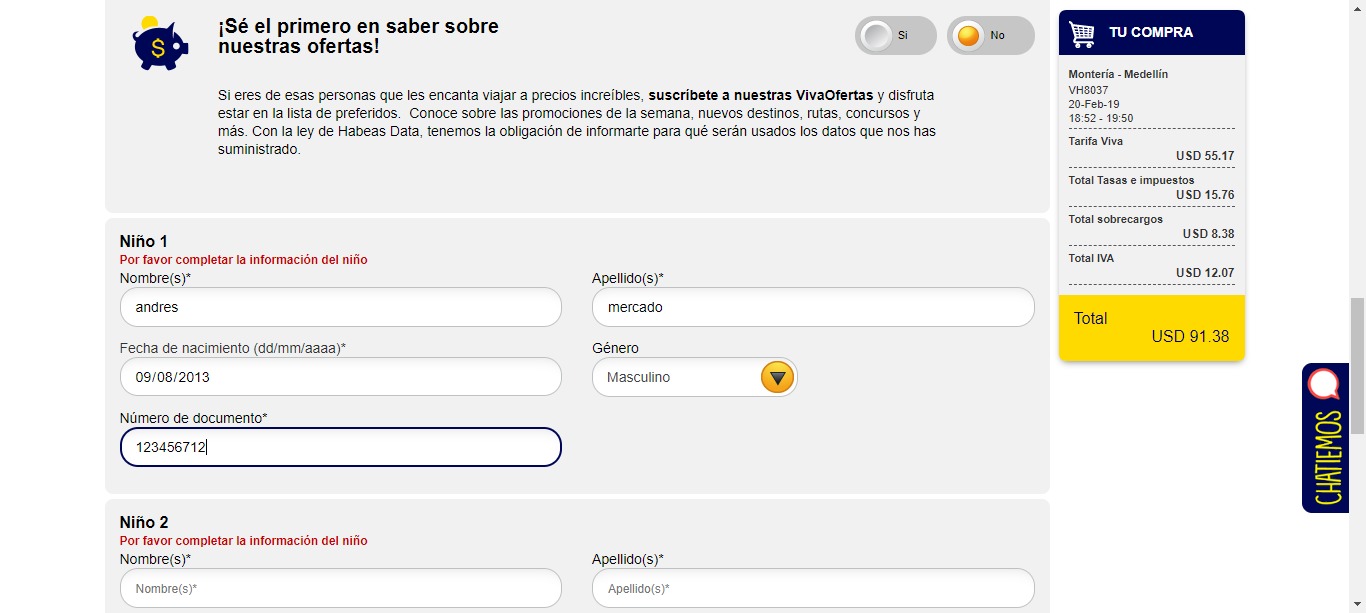 ¡Sé el primero en saber sobre
nuestras ofertas!
Si
No
Si eres de esas personas que les encanta viajar a precios increíbles, suscríbete a nuestras VivaOfertas y disfruta
estar en la lista de preferidos. Conoce sobre las promociones de la semana, nuevos destinos, rutas, concursos y
más. Con la ley de Habeas Data, tenemos la obligación de informarte para qué serán usados los datos que nos has
suministrado.
Niño 1
Por favor completar la información del niño
Nombre(s)*
Apellido(s)*
andres
mercado
Fecha de nacimiento (dd/mm/aaaa)*
Género
09/08/2013
Masculino
Número de documento*
123456712
Niño 2
Por favor completar la información del niño
Nombre(s)*
Apellido(s)*
Nombre(s)*
Apellido(s)*
TU COMPRA
Montería - Medellín
VH8037
20-Feb-19
18:52 - 19:50
Tarifa Viva
USD 55.17
Total Tasas e impuestos
USD 15.76
Total sobrecargos
USD 8.38
Total IVA
USD 12.07
Total
USD 91.38
CHATIEMOS
$